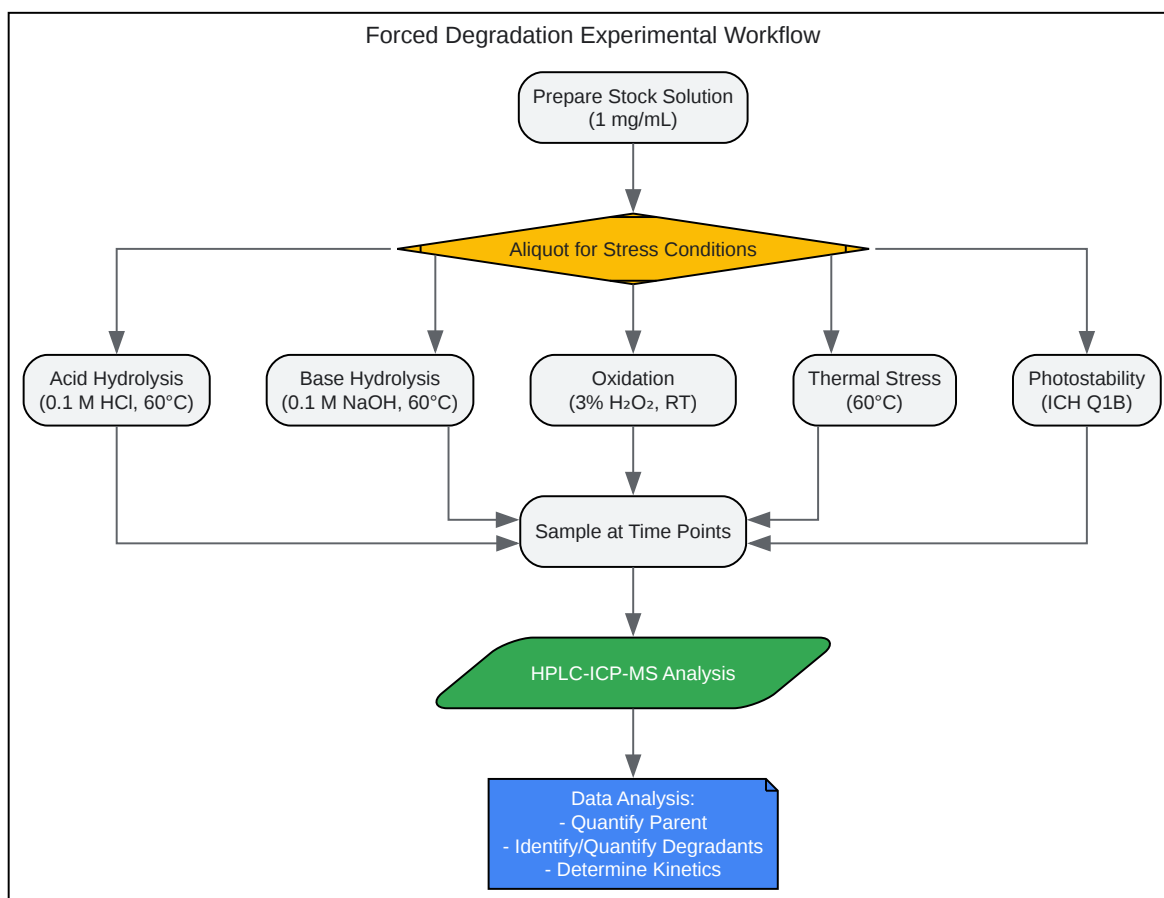 Forced Degradation Experimental Workflow
Prepare Stock Solution
(1 mg/mL)
Aliquot for Stress Conditions
Acid Hydrolysis
(0.1 M HCl, 60°C)
Base Hydrolysis
(0.1 M NaOH, 60°C)
Oxidation
(3% H₂O₂, RT)
Thermal Stress
(60°C)
Photostability
(ICH Q1B)
Sample at Time Points
HPLC-ICP-MS Analysis
Data Analysis:
- Quantify Parent
- Identify/Quantify Degradants
- Determine Kinetics